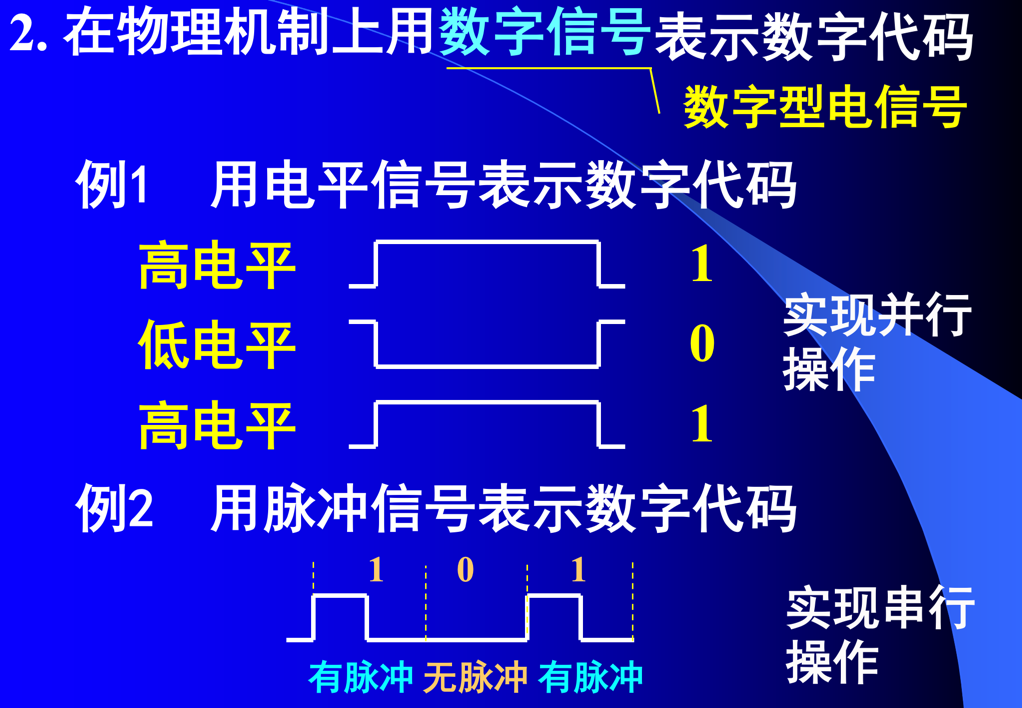 2. 在物理机制上用数字信号表示数字代码
数字型电信号
例1 用电平信号表示数字代码
高电平 1
低电平 0
高电平 1
实现并行
操作
例2 用脉冲信号表示数字代码
1 0 1
有脉冲 无脉冲 有脉冲
实现串行
操作